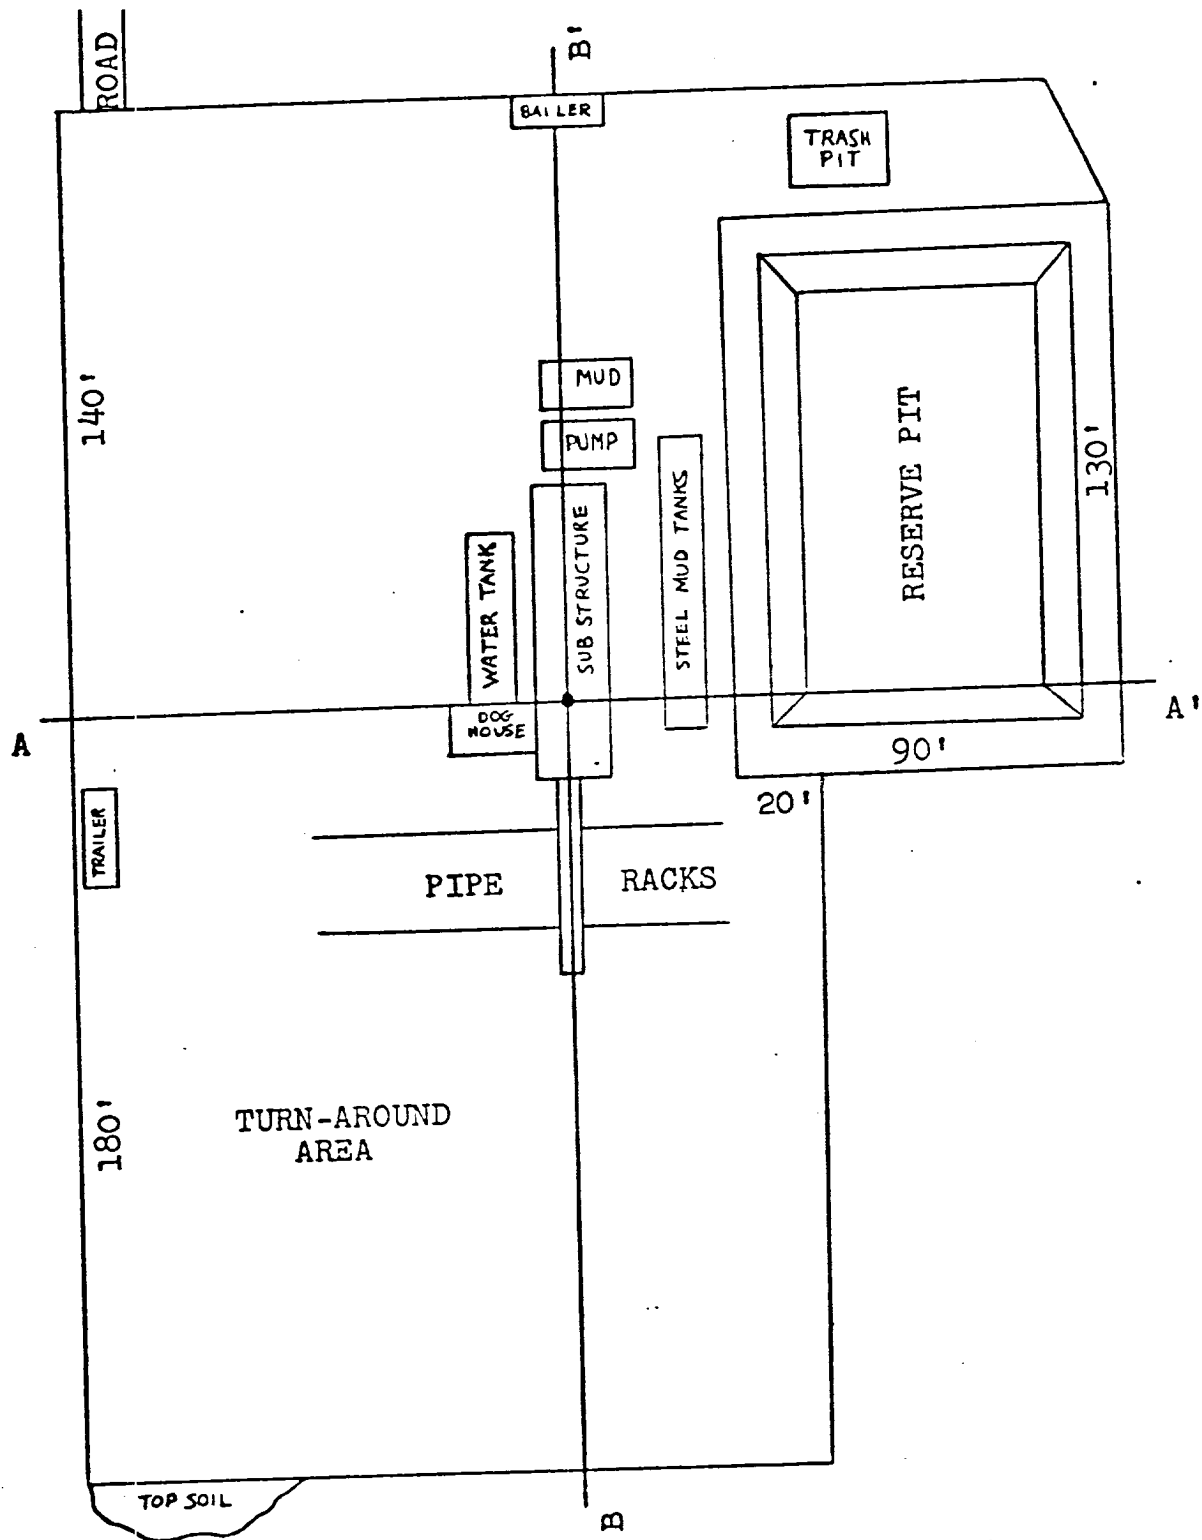 ROAD
B'
BAILER
TRASH
PIT
140'
MUD
PUMP
RESERVE PIT
130'
WATER TANK
SUB STRUCTURE
STEEL MUD TANKS
A
DOG
HOUSE
A'
90'
20'
TRAILER
PIPE RACKS
180'
TURN-AROUND
AREA
TOP SOIL
B